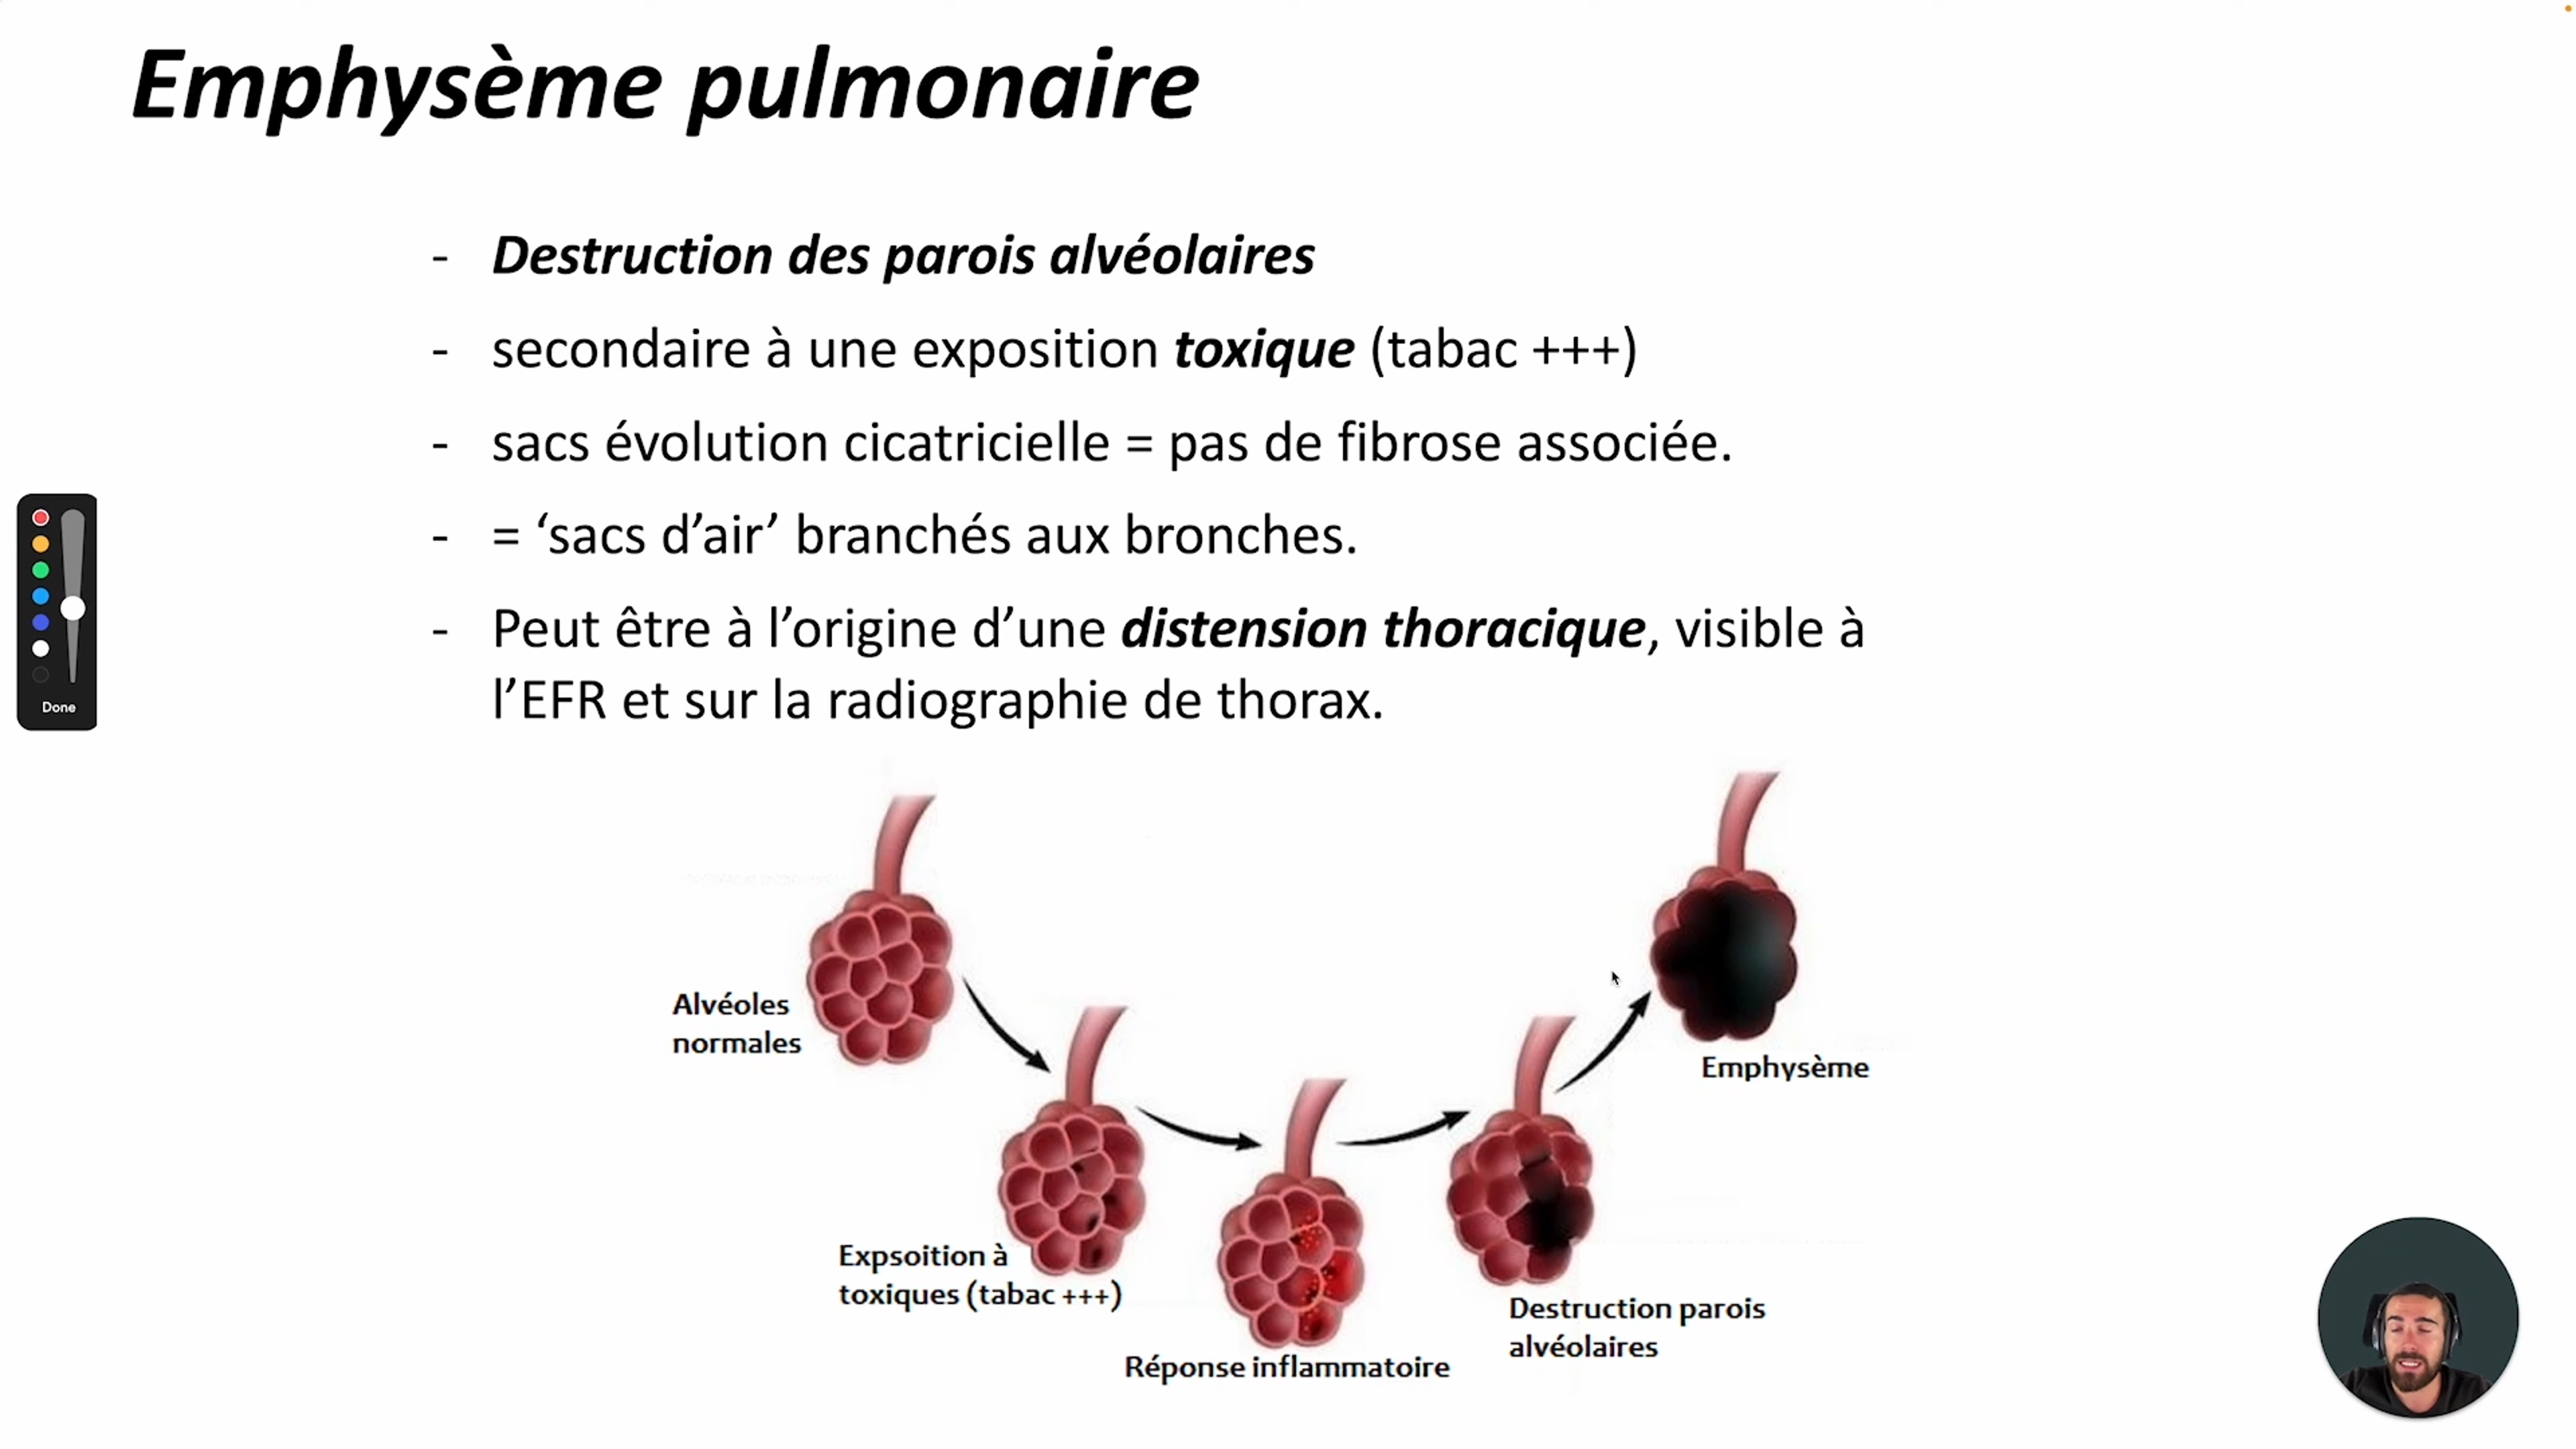 Emphysème pulmonaire
- Destruction des parois alvéolaires
- secondaire à une exposition toxique (tabac +++)
- sacs évolution cicatricielle = pas de fibrose associée.
- = ‘sacs d’air’ branchés aux bronches.
- Peut être à l’origine d’une distension thoracique, visible à
l’EFR et sur la radiographie de thorax.
Done
Alvéoles
normales
Expsoition à
toxiques (tabac +++)
Réponse inflammatoire
Destruction parois
alvéolaires
Emphysème